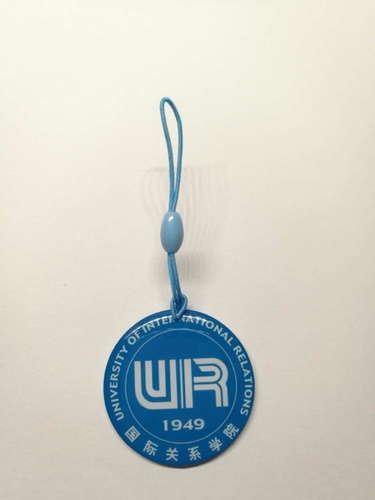 UNIVERSITY OF INTERNATIONAL RELATIONS
UIR
1949
国际关系学院